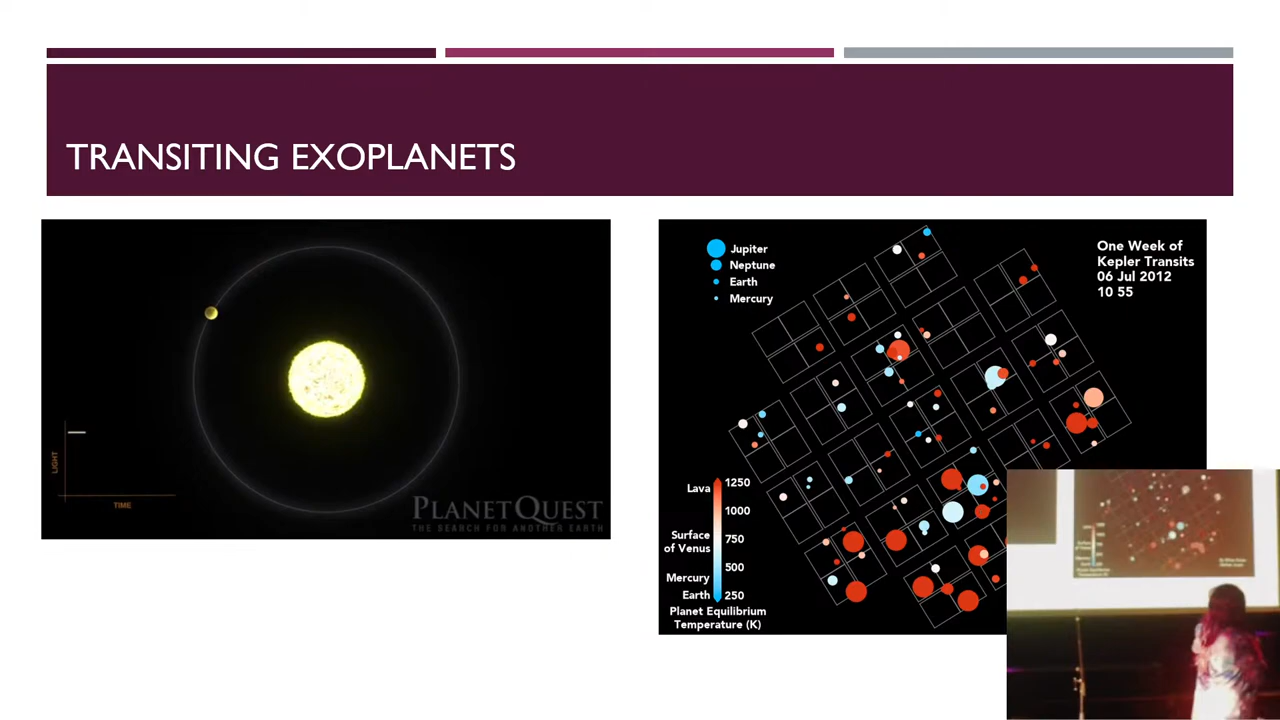 TRANSITING EXOPLANETS
LIGHT
TIME
PLANETQUEST
THE SEARCH FOR ANOTHER EARTH
Jupiter
Neptune
Earth
Mercury
One Week of
Kepler Transits
06 Jul 2012
10 55
Lava
1250
1000
Surface
of Venus
750
500
Mercury
Earth
250
Planet Equilibrium
Temperature (K)